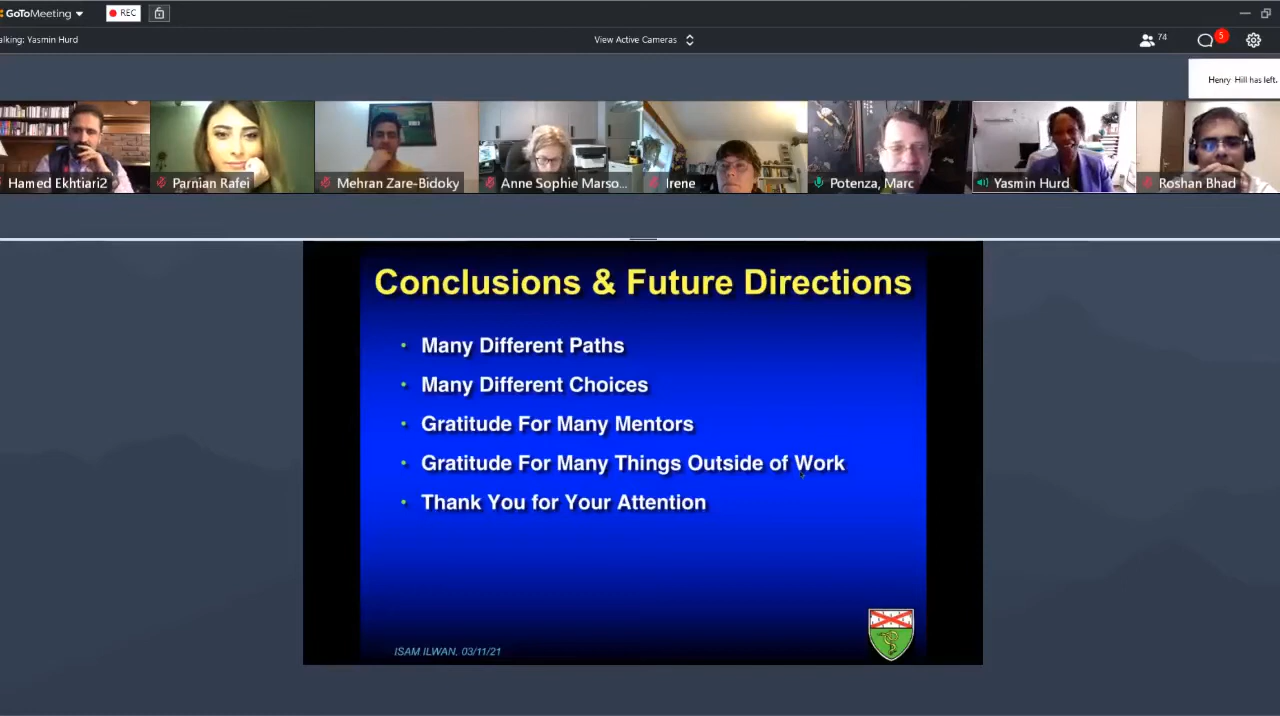 GoToMeeting
REC
alking: Yasmin Hurd
View Active Cameras
74
5
Henry Hill has left.
Hamed Ekhtiari2
Parnian Rafei
Mehran Zare-Bidoky
Anne Sophie Marso...
Irene
Potenza, Marc
Yasmin Hurd
Roshan Bhad
Conclusions & Future Directions
• Many Different Paths
• Many Different Choices
• Gratitude For Many Mentors
• Gratitude For Many Things Outside of Work
• Thank You for Your Attention
ISAM ILWAN, 03/11/21